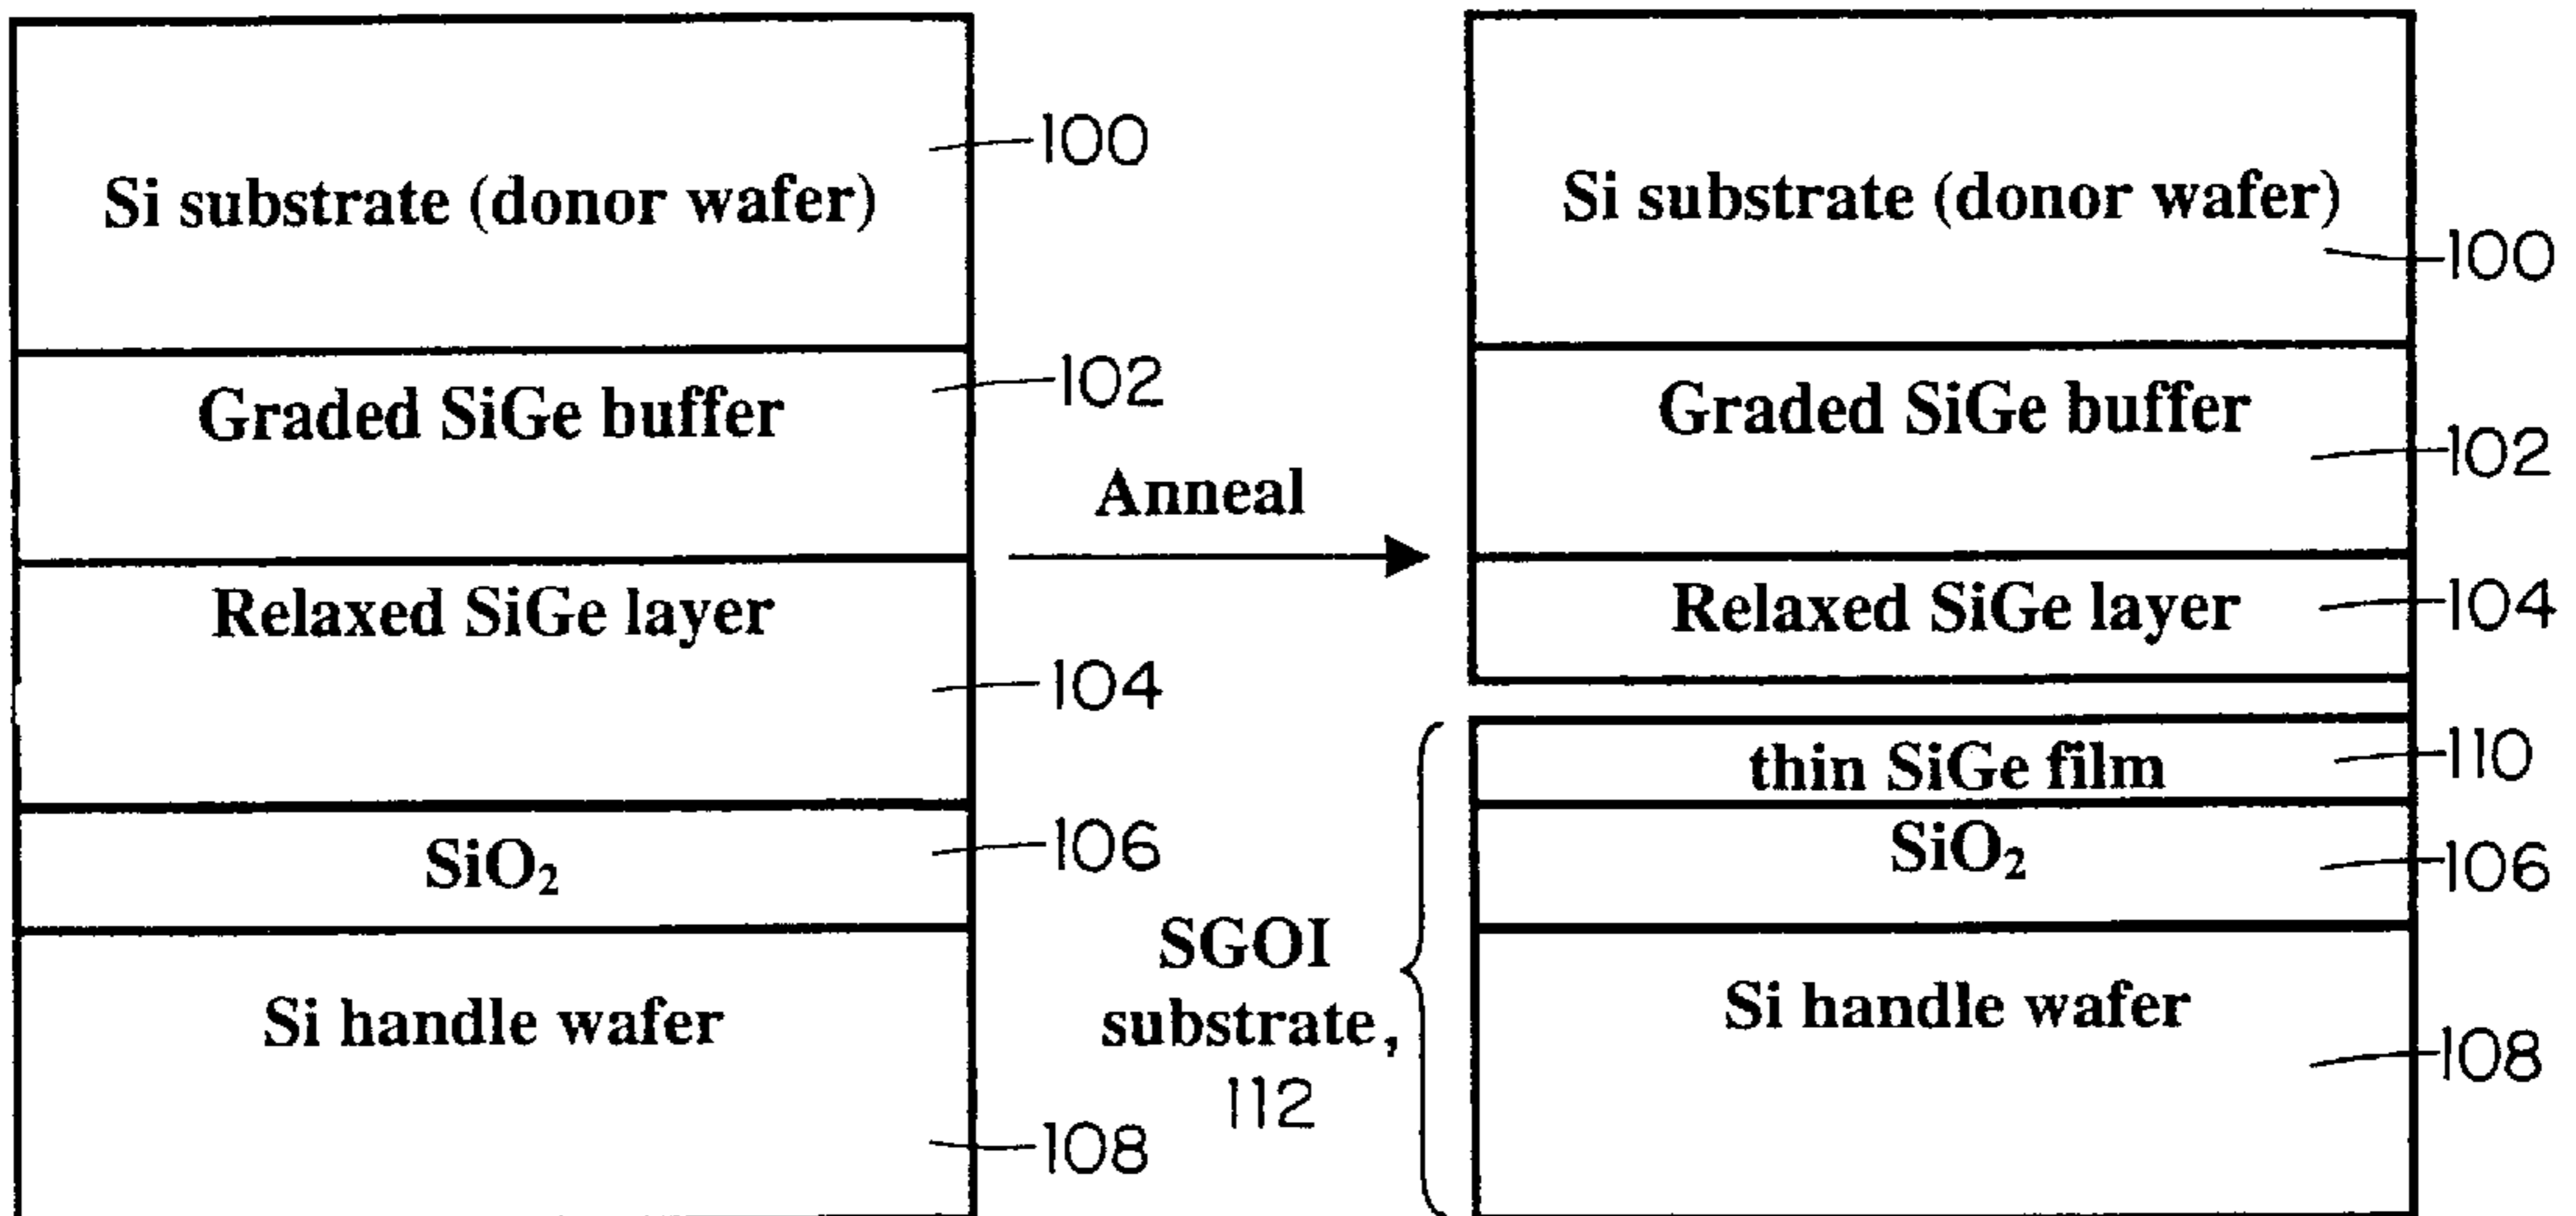 Si substrate (donor wafer)
100
Graded SiGe buffer
102
Relaxed SiGe layer
104
SiO₂
106
Si handle wafer
108
Anneal
SGOI
substrate,
112
Si substrate (donor wafer)
100
Graded SiGe buffer
102
Relaxed SiGe layer
104
thin SiGe film
110
SiO₂
106
Si handle wafer
108